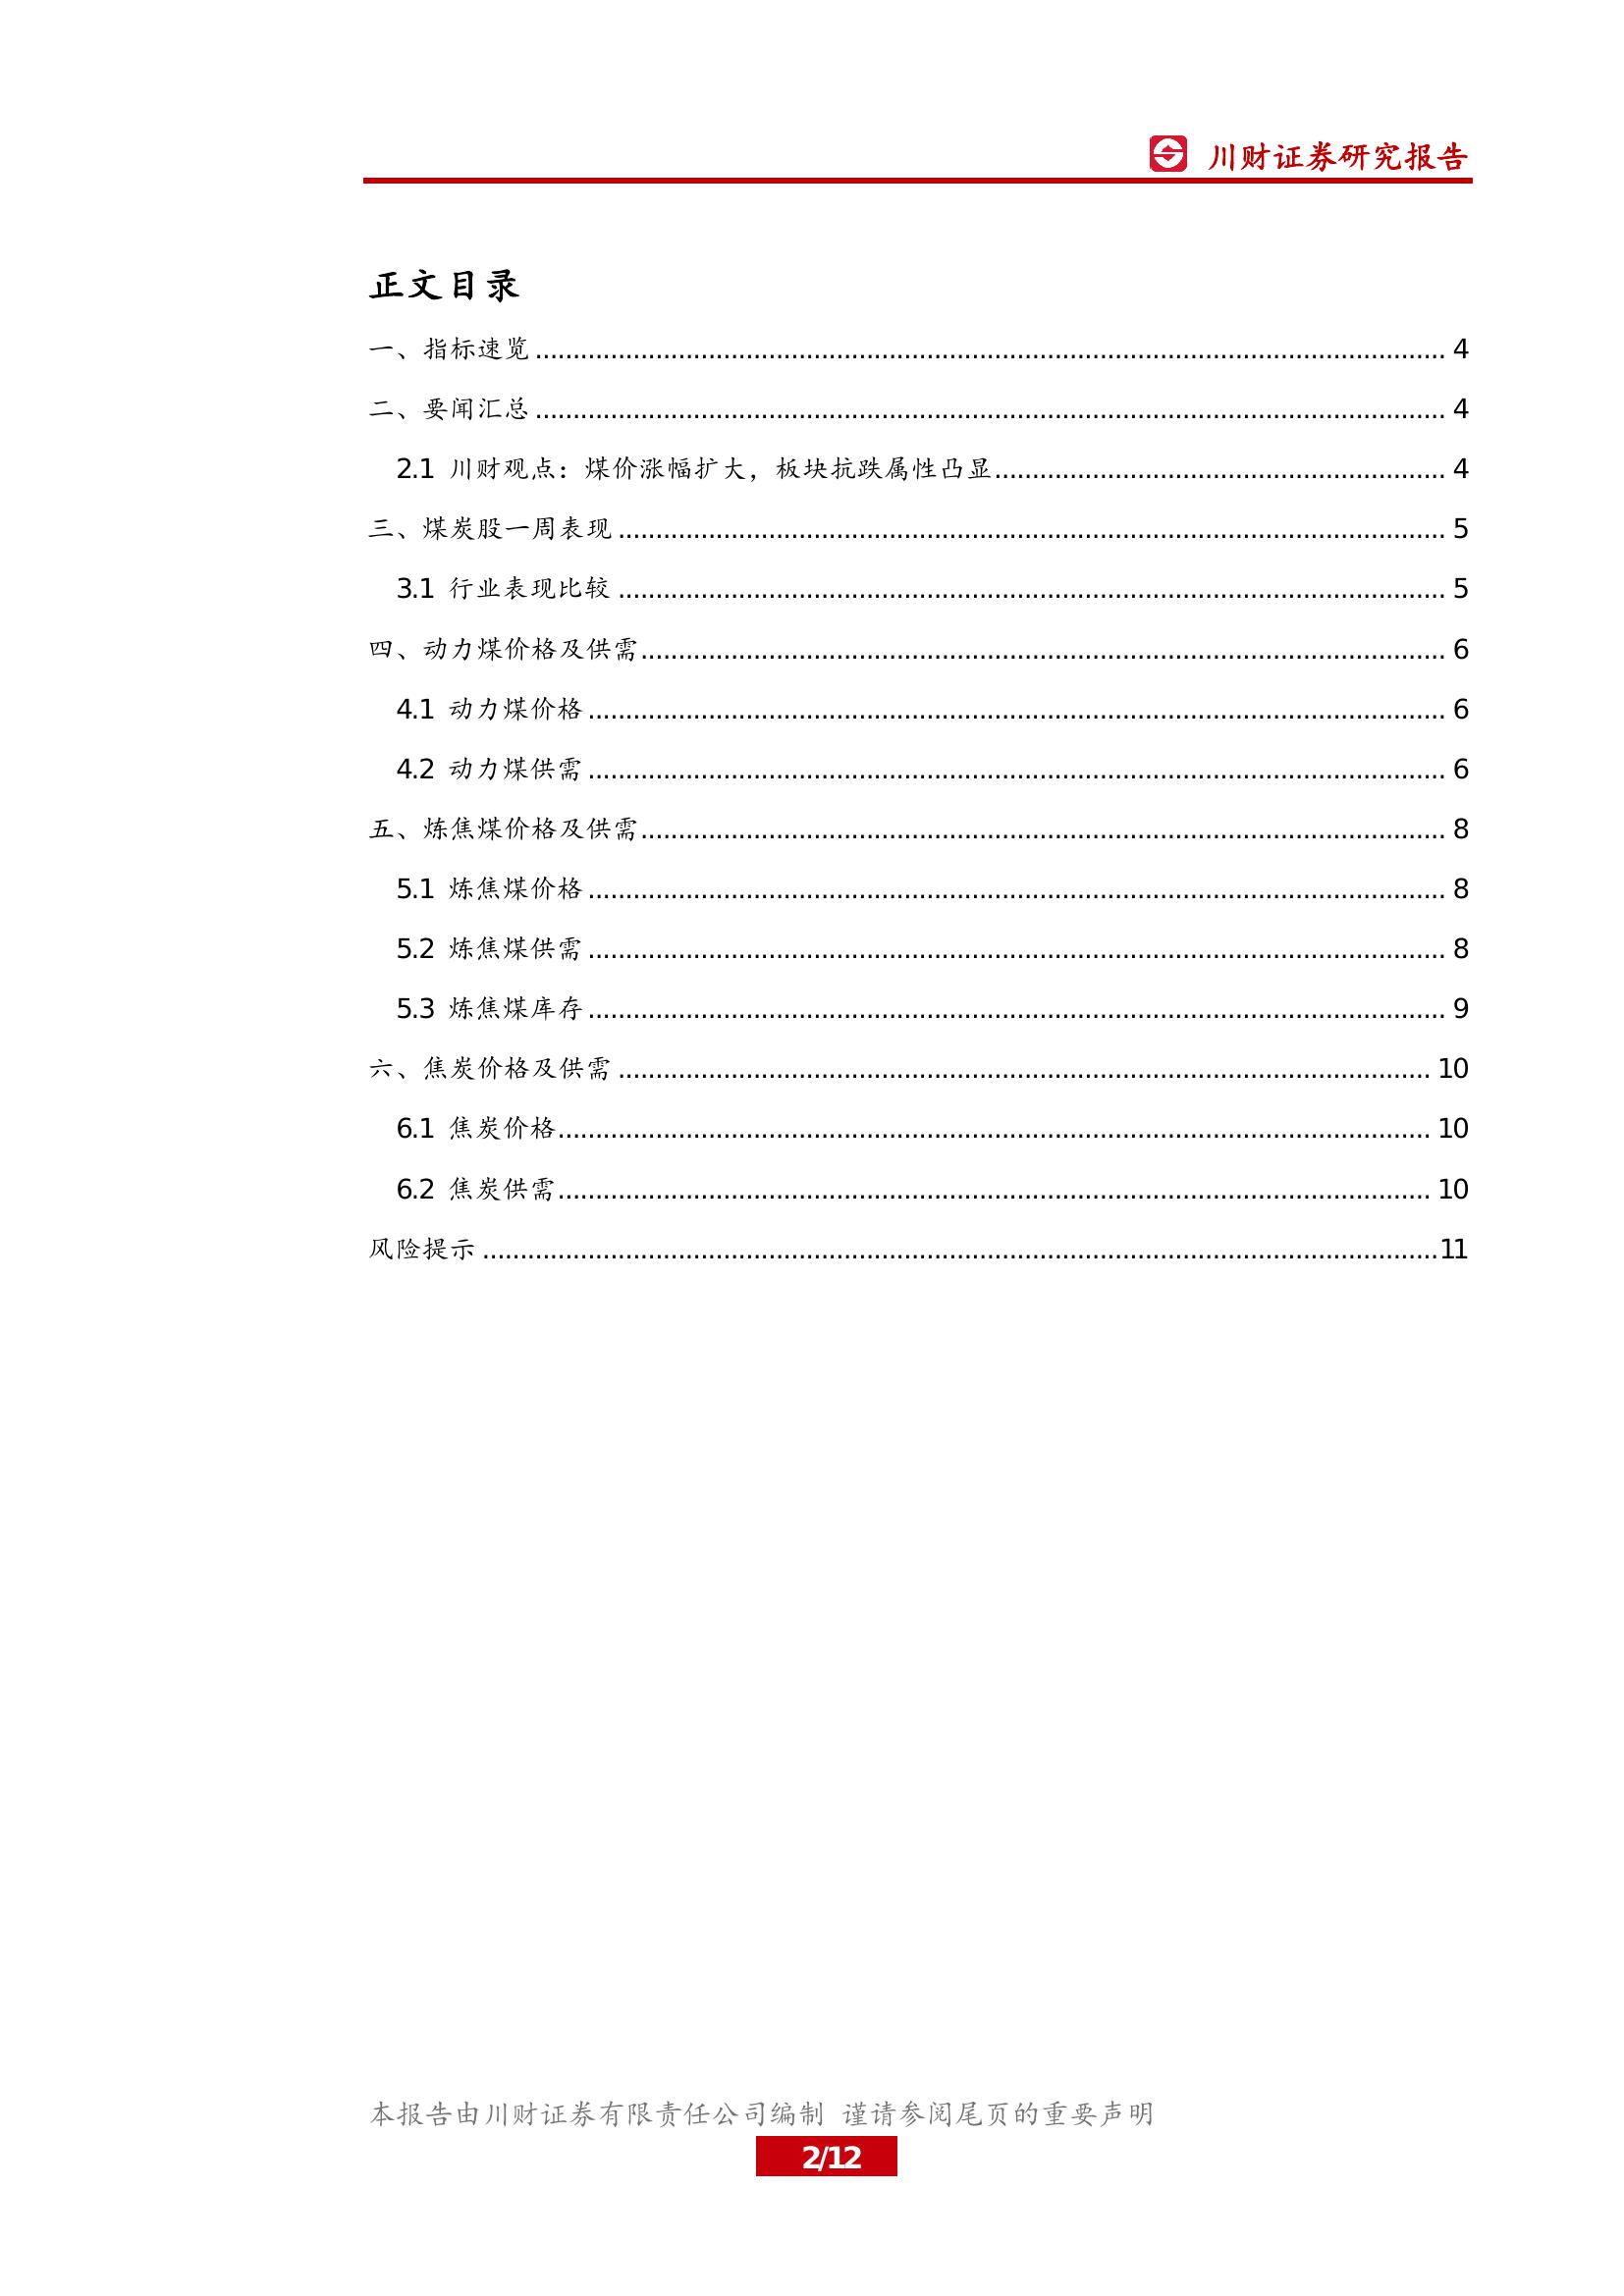 川财证券研究报告
正文目录
一、指标速览 4
二、要闻汇总 4
2.1 川财观点：煤价涨幅扩大，板块抗跌属性凸显 4
三、煤炭股一周表现 5
3.1 行业表现比较 5
四、动力煤价格及供需 6
4.1 动力煤价格 6
4.2 动力煤供需 6
五、炼焦煤价格及供需 8
5.1 炼焦煤价格 8
5.2 炼焦煤供需 8
5.3 炼焦煤库存 9
六、焦炭价格及供需 10
6.1 焦炭价格 10
6.2 焦炭供需 10
风险提示 11
本报告由川财证券有限责任公司编制 谨请参阅尾页的重要声明
2/12